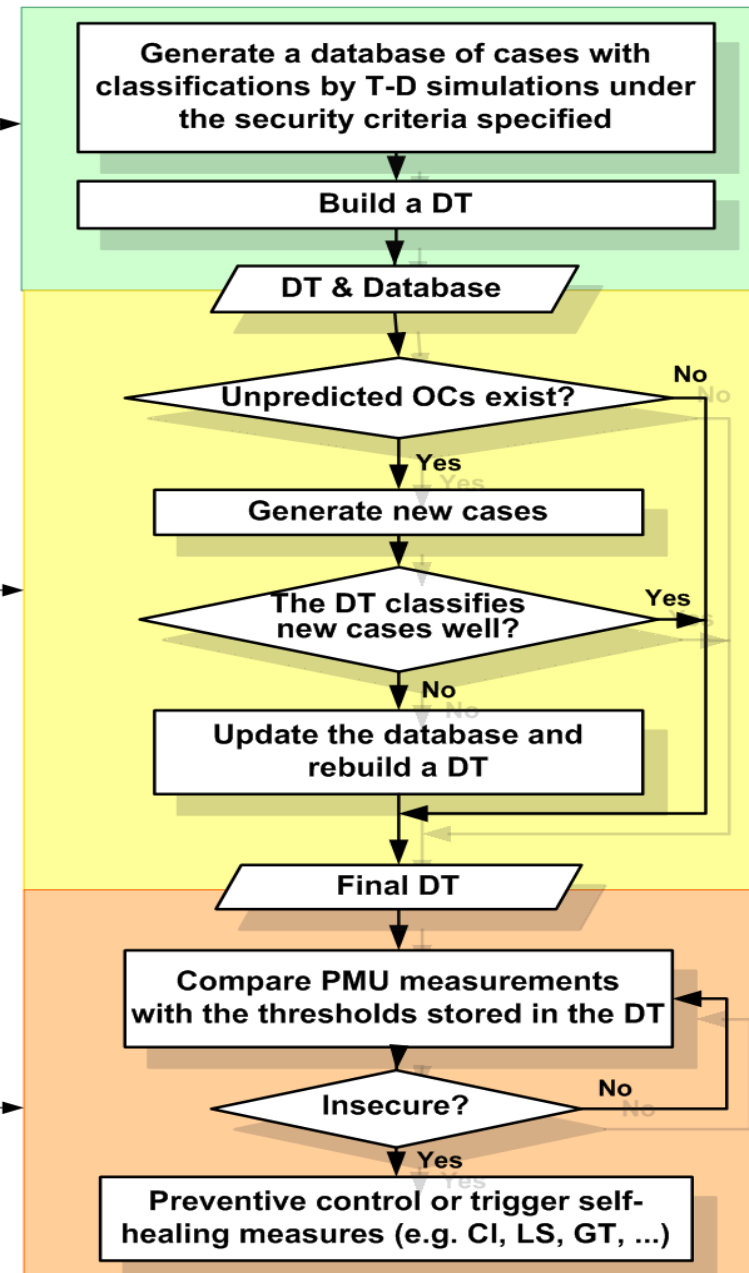 Generate a database of cases with
classifications by T-D simulations under
the security criteria specified
Build a DT
DT & Database
Unpredicted OCs exist?
No
Yes
Generate new cases
The DT classifies
new cases well?
Yes
No
Update the database and
rebuild a DT
Final DT
Compare PMU measurements
with the thresholds stored in the DT
Insecure?
No
Yes
Preventive control or trigger self-
healing measures (e.g. CI, LS, GT, ...)